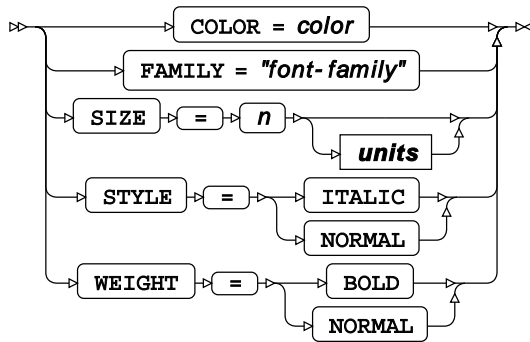 COLOR = color
FAMILY = "font-family"
SIZE = n
units
STYLE = ITALIC
NORMAL
WEIGHT = BOLD
NORMAL